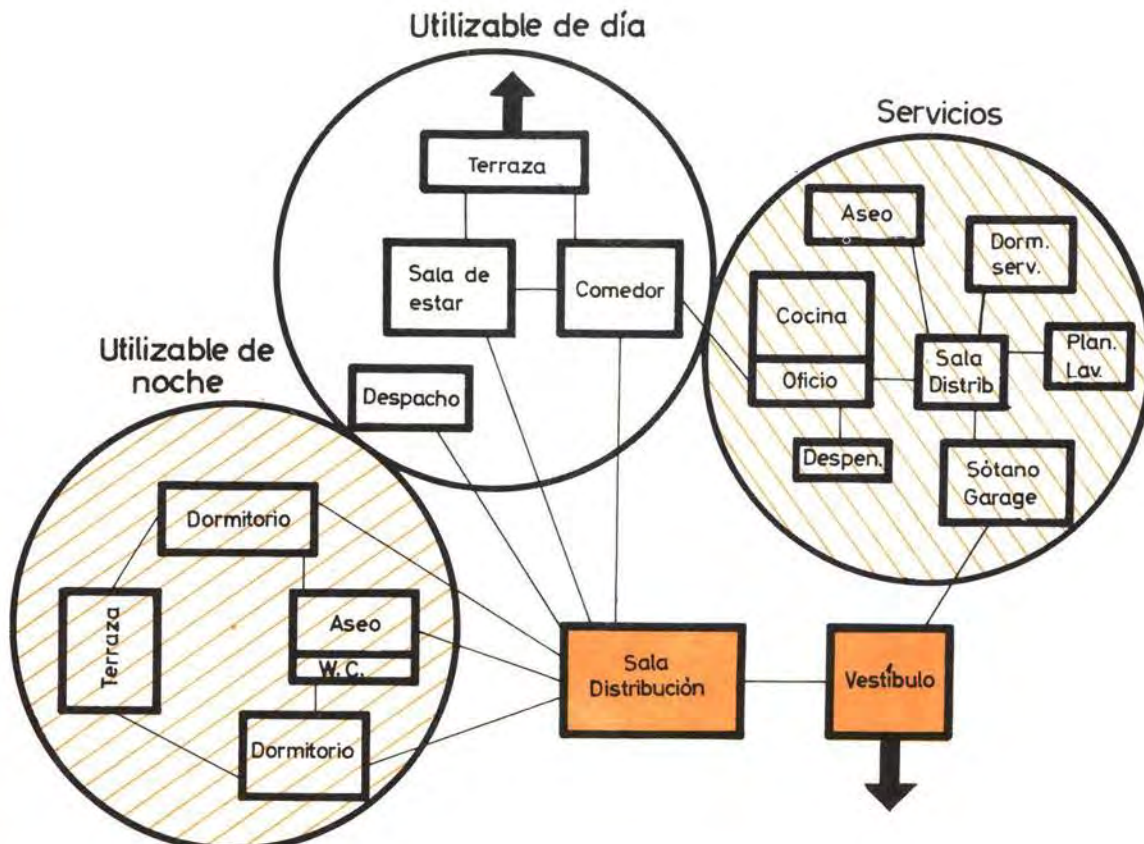 Utilizable de día
Terraza
Sala de
estar
Comedor
Despacho
Servicios
Aseo
Dorm.
serv.
Cocina
Oficio
Sala
Distrib
Plan.
Lav.
Despen.
Sótano
Garage
Utilizable de
noche
Dormitorio
Terraza
Aseo
W.C.
Dormitorio
Sala
Distribución
Vestíbulo